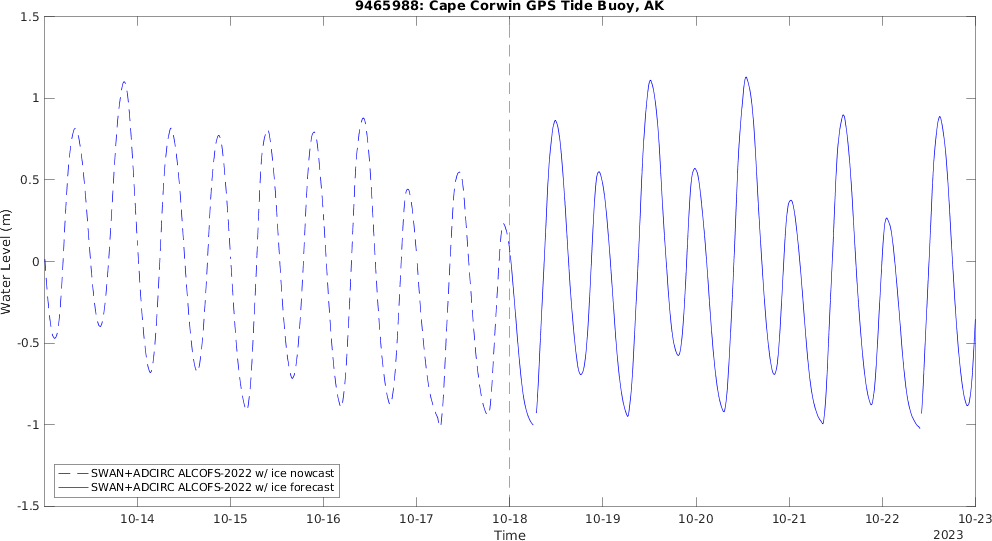 9465988: Cape Corwin GPS Tide Buoy, AK
1.5
1
0.5
0
-0.5
-1
-1.5
Water Level (m)
SWAN+ADCIRC ALCOFS-2022 w/ ice nowcast
SWAN+ADCIRC ALCOFS-2022 w/ ice forecast
10-14 10-15 10-16 10-17 10-18 10-19 10-20 10-21 10-22 10-23
Time
2023